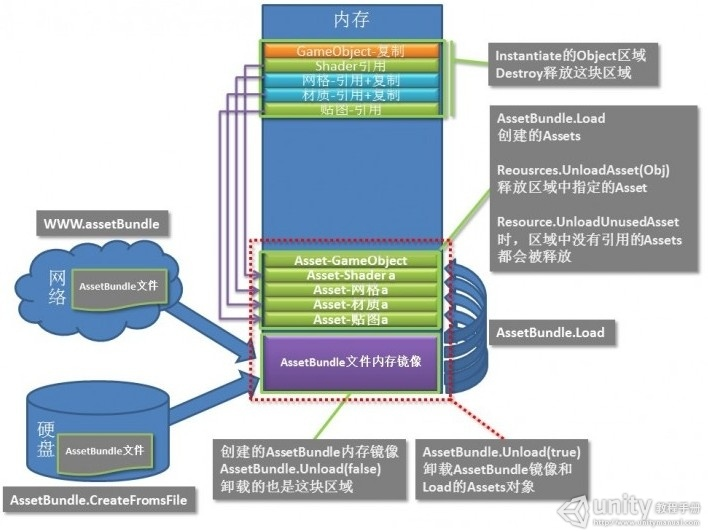 内存
GameObject-复制
Shader引用
网格-引用+复制
材质-引用+复制
贴图-引用
Instantiate的Object区域
Destroy释放这块区域
AssetBundle.Load
创建的Assets
Reousrces.UnloadAsset(Obj)
释放区域中指定的Asset
Resource.UnloadUnusedAsset
时，区域中没有引用的Assets
都会被释放
WWW.assetBundle
网络
AssetBundle文件
Asset-GameObject
Asset-Shader a
Asset-网格a
Asset-材质a
Asset-贴图a
AssetBundle.Load
AssetBundle文件内存镜像
硬盘
AssetBundle文件
AssetBundle.CreateFromsFile
创建的AssetBundle内存镜像
AssetBundle.Unload(false)
卸载的也是这块区域
AssetBundle.Unload(true)
卸载AssetBundle镜像和
Load的Assets对象
unity 教程手册
www.unitymanual.com